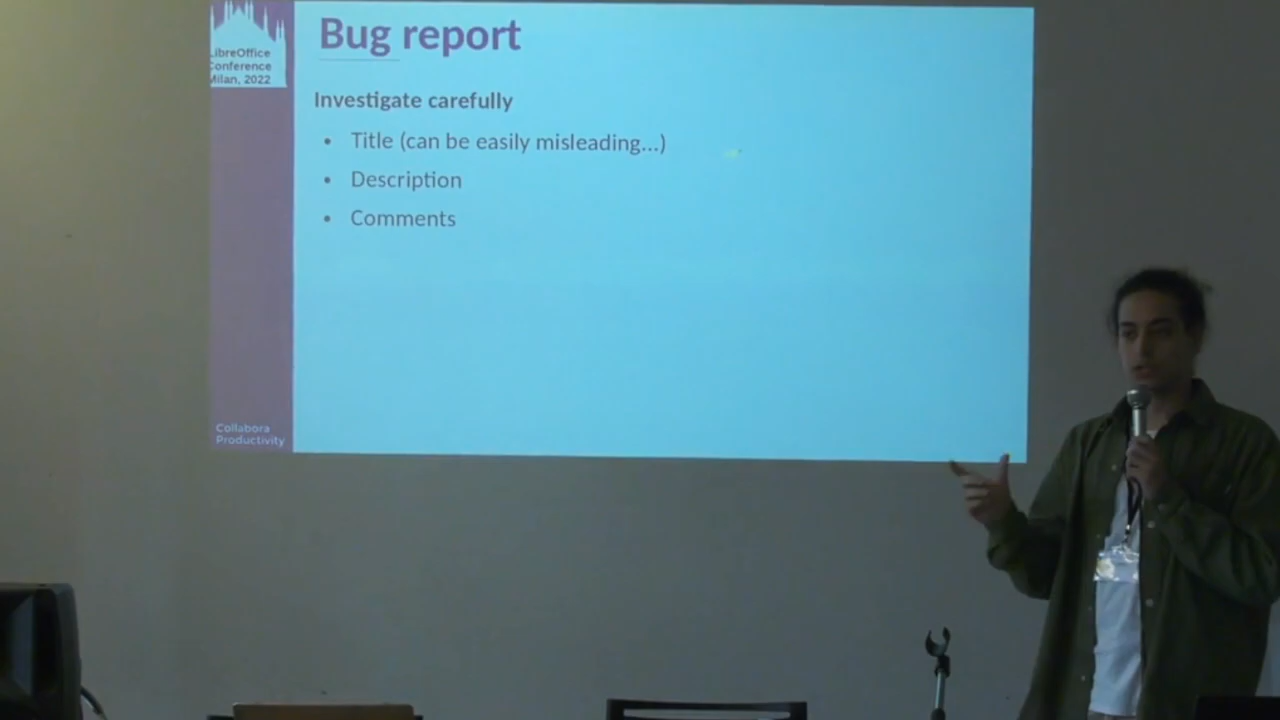 LibreOffice
Conference
Milan, 2022
Bug report
Investigate carefully
• Title (can be easily misleading...)
• Description
• Comments
Collabora
Productivity